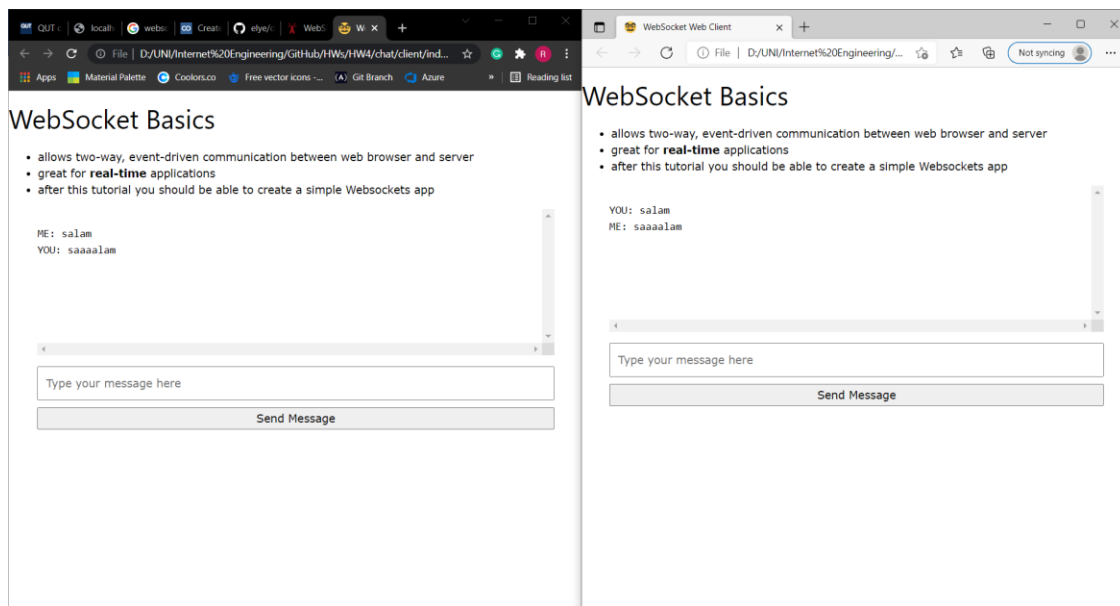 QUT c
localh
webso
Create
elye/c
WebS
W
File | D:/UNI/Internet%20Engineering/GitHub/HWs/HW4/chat/client/ind...
R
Apps Material Palette Coolors.co Free vector icons -... Git Branch Azure » Reading list
WebSocket Basics
• allows two-way, event-driven communication between web browser and server
• great for real-time applications
• after this tutorial you should be able to create a simple Websockets app
ME: salam
YOU: saaaalam
Type your message here
Send Message
WebSocket Web Client
File | D:/UNI/Internet%20Engineering/... Not syncing
WebSocket Basics
• allows two-way, event-driven communication between web browser and server
• great for real-time applications
• after this tutorial you should be able to create a simple Websockets app
YOU: salam
ME: saaaalam
Type your message here
Send Message